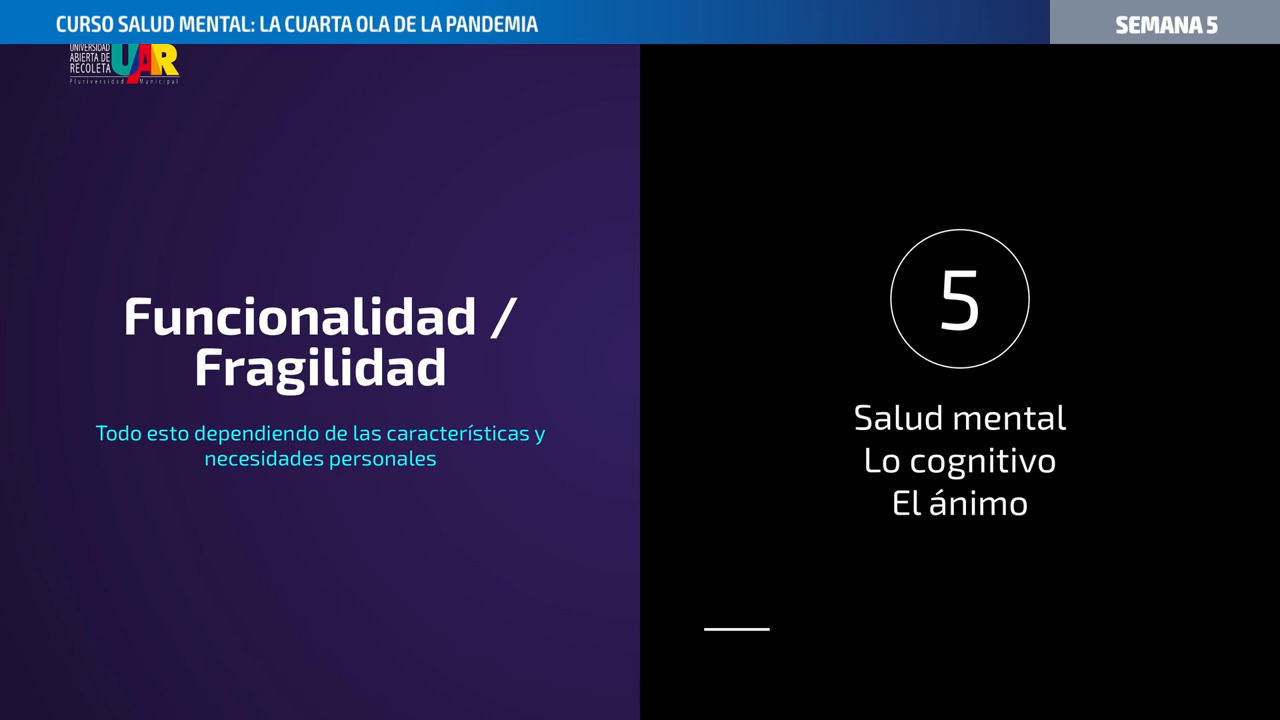 CURSO SALUD MENTAL: LA CUARTA OLA DE LA PANDEMIA
SEMANA 5
UNIVERSIDAD
ABIERTA DE
RECOLETA
UAR
Pluriversidad Municipal
Funcionalidad /
Fragilidad
Todo esto dependiendo de las características y
necesidades personales
5
Salud mental
Lo cognitivo
El ánimo